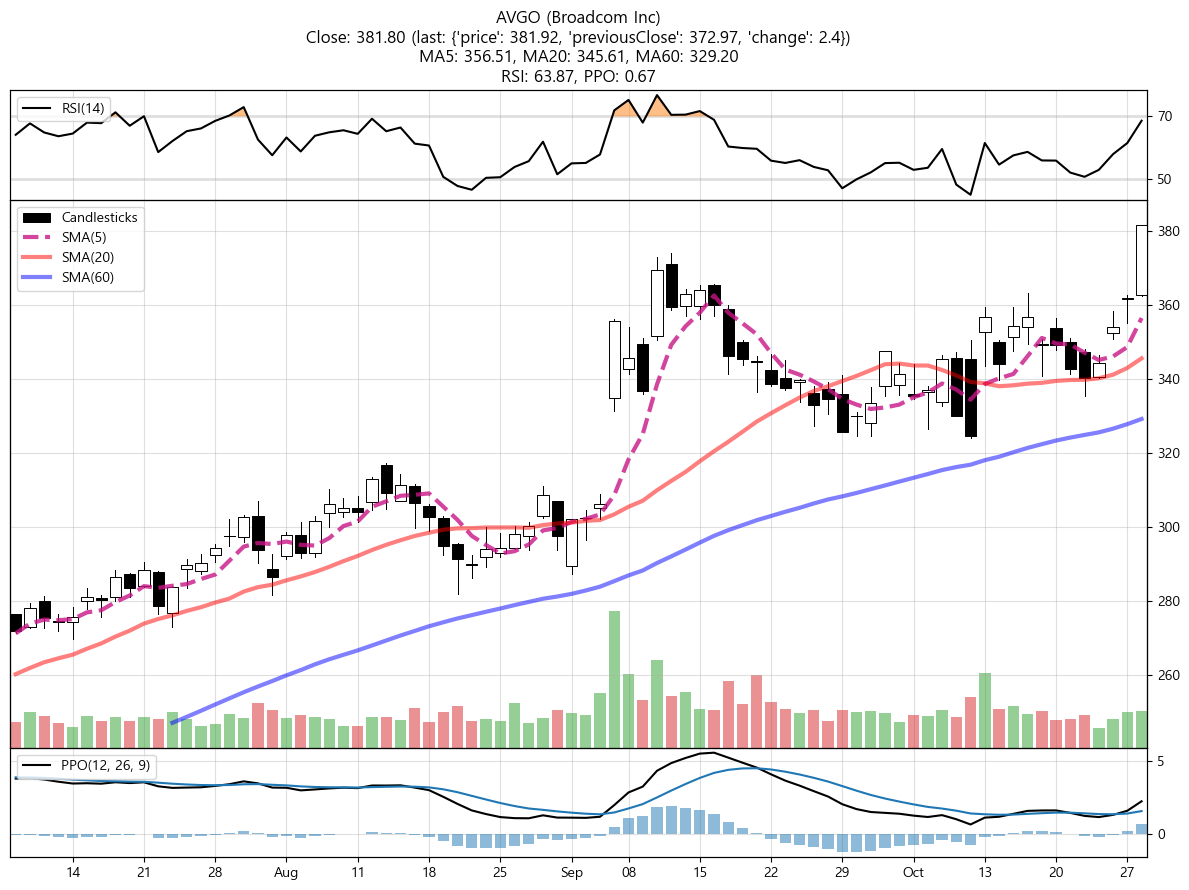 AVGO (Broadcom Inc)
Close: 381.80 (last: {'price': 381.92, 'previousClose': 372.97, 'change': 2.4})
MA5: 356.51, MA20: 345.61, MA60: 329.20
RSI: 63.87, PPO: 0.67
RSI(14)
70
50
Candlesticks
SMA(5)
SMA(20)
SMA(60)
380
360
340
320
300
280
260
PPO(12, 26, 9)
5
0
14 21 28 Aug 11 18 25 Sep 08 15 22 29 Oct 13 20 27